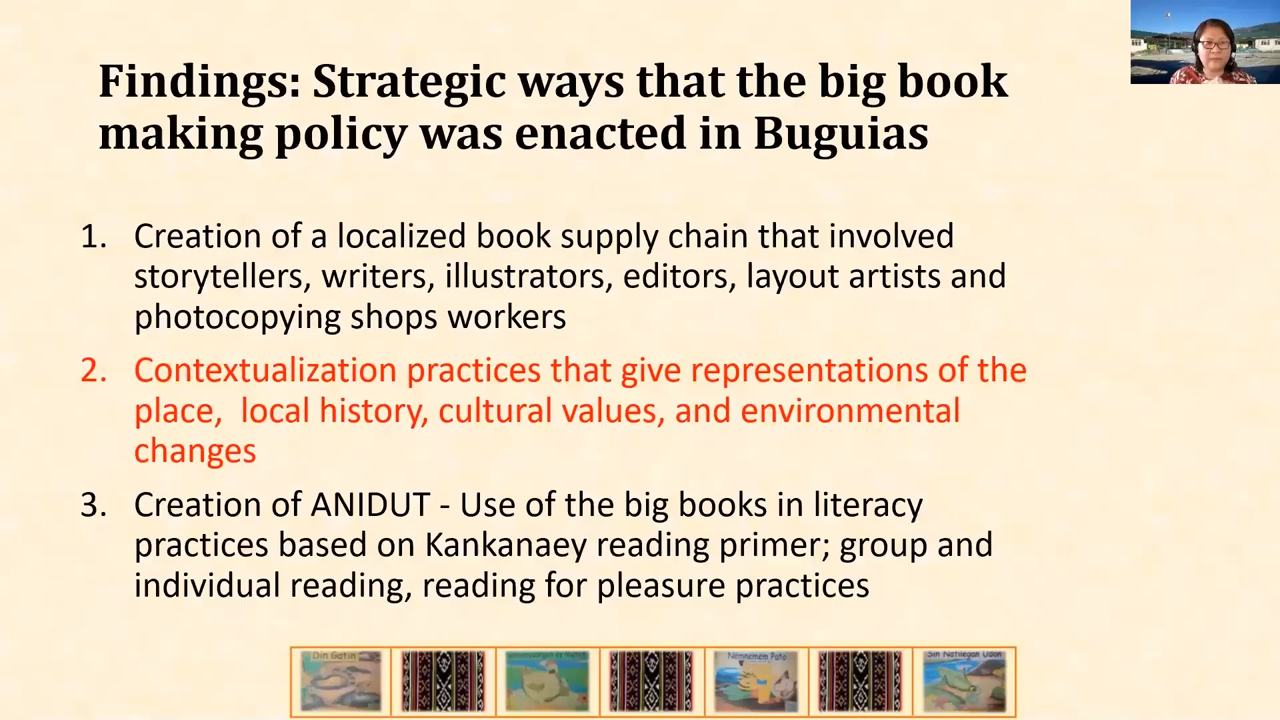 Findings: Strategic ways that the big book
making policy was enacted in Buguias
1. Creation of a localized book supply chain that involved
storytellers, writers, illustrators, editors, layout artists and
photocopying shops workers
2. Contextualization practices that give representations of the
place, local history, cultural values, and environmental
changes
3. Creation of ANIDUT - Use of the big books in literacy
practices based on Kankanaey reading primer; group and
individual reading, reading for pleasure practices
Din Gatin
Nemnemem Pato
Sin Natilegan Udan